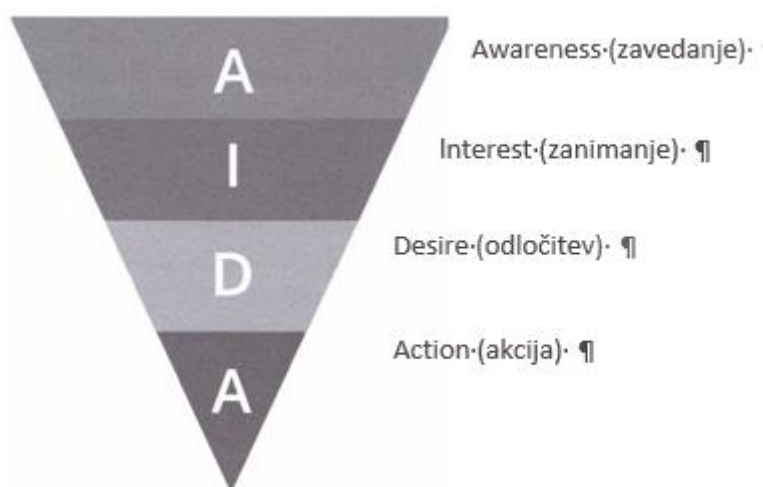 A
Awareness·(zavedanje)·
I
Interest·(zanimanje)· ¶
D
Desire·(odločitev)· ¶
A
Action·(akcija)· ¶